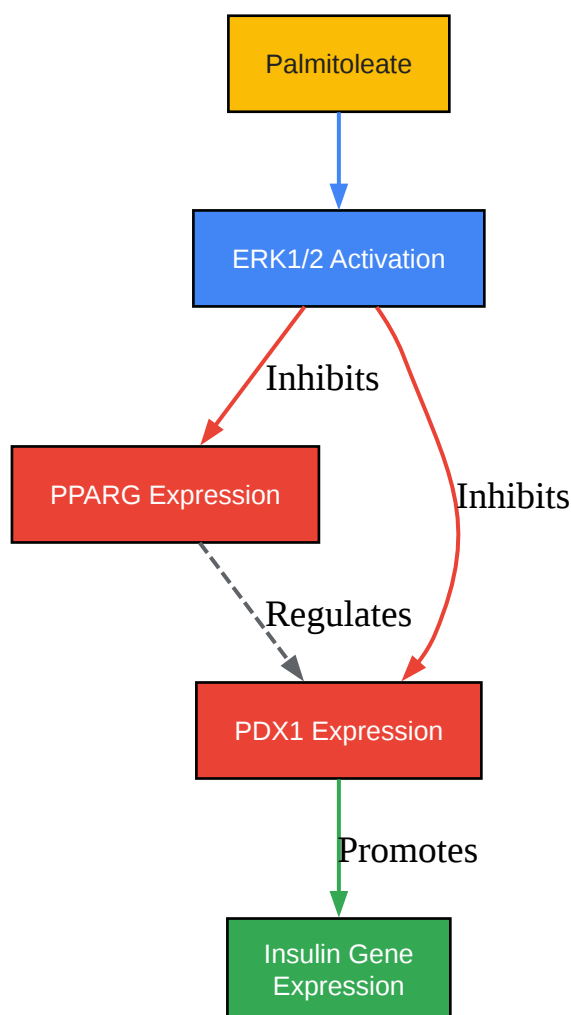 Palmitoleate
ERK1/2 Activation
Inhibits
PPARG Expression
Inhibits
Regulates
PDX1 Expression
Promotes
Insulin Gene
Expression